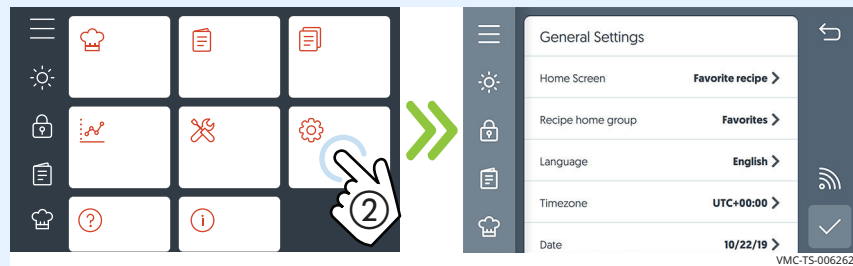 ②
General Settings
Home Screen Favorite recipe >
Recipe home group Favorites >
Language English >
Timezone UTC+00:00 >
Date 10/22/19 >
VMC-TS-006262